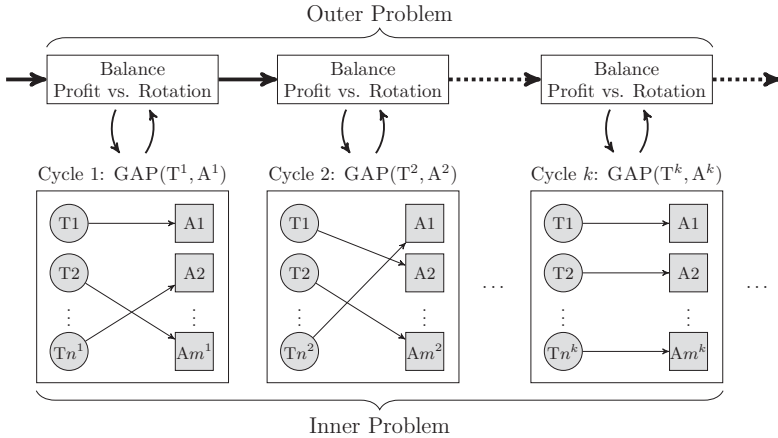 Outer Problem
Balance
Profit vs. Rotation
Balance
Profit vs. Rotation
Balance
Profit vs. Rotation
Cycle 1: GAP(T¹, A¹)
T1 A1
T2 A2
⋮ ⋮
Tn¹ Am¹
Cycle 2: GAP(T², A²)
T1 A1
T2 A2
⋮ ⋮
Tn² Am²
...
Cycle k: GAP(Tᵏ, Aᵏ)
T1 A1
T2 A2
⋮ ⋮
Tnᵏ Amᵏ
...
Inner Problem